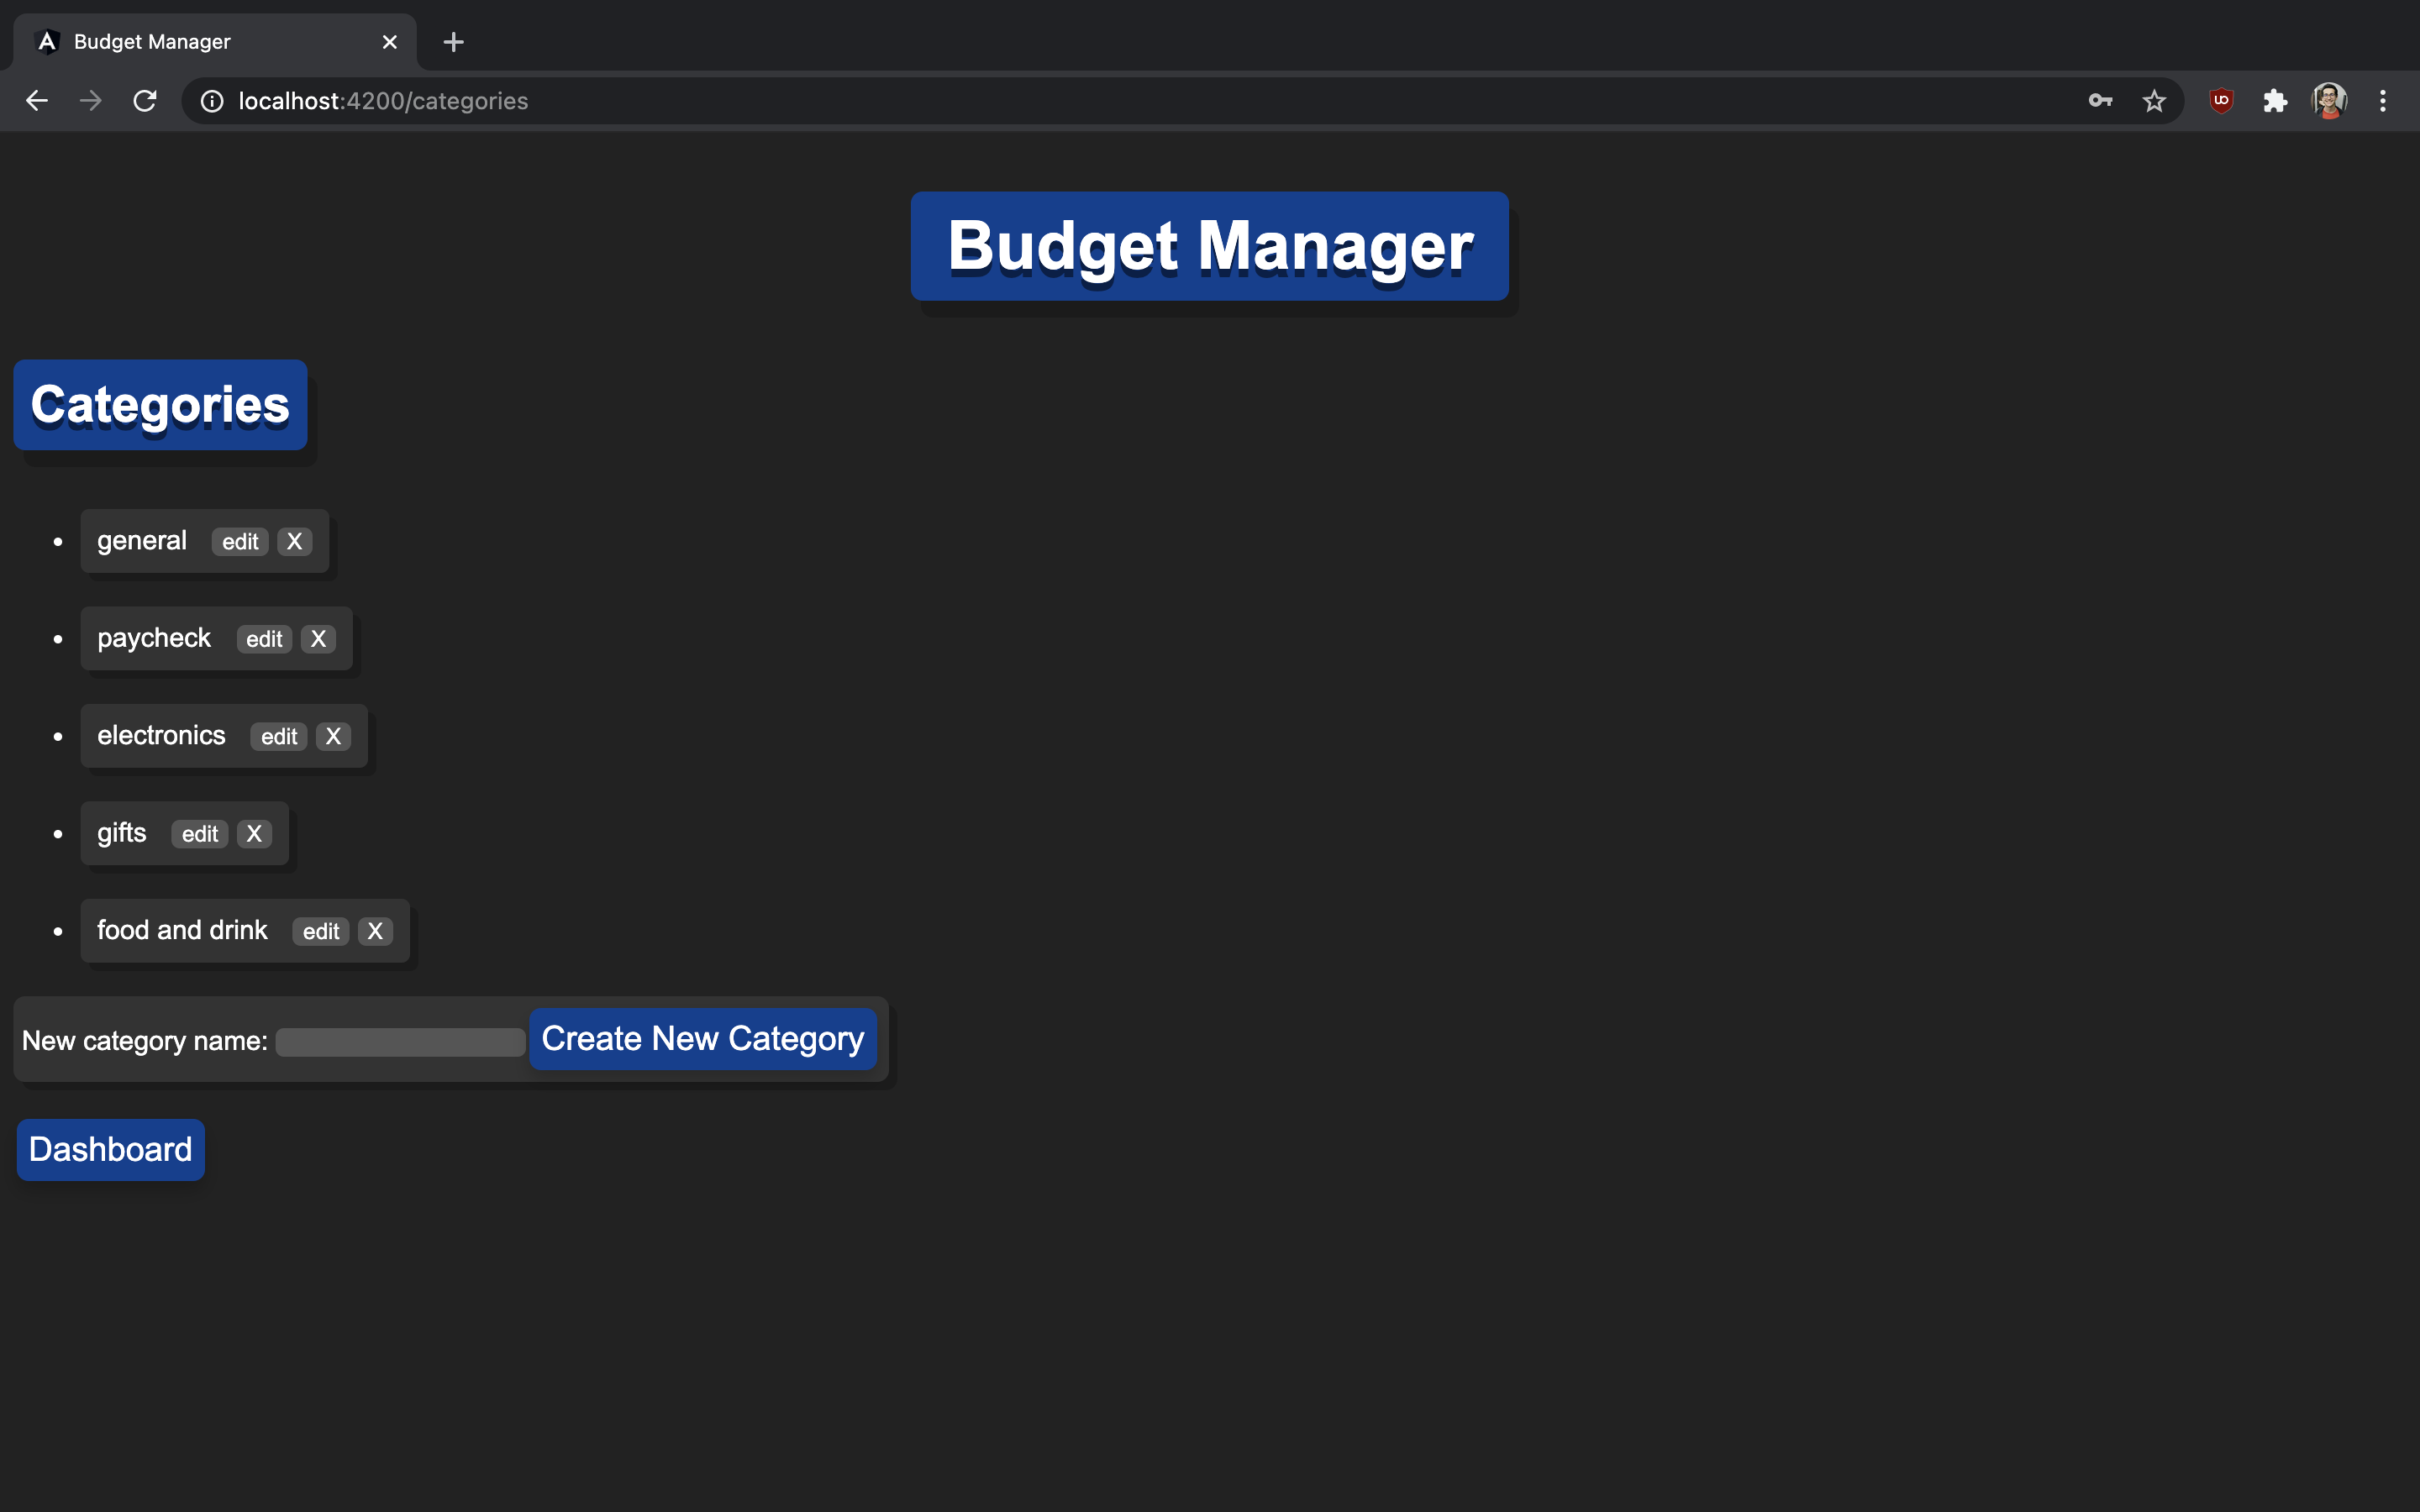 Budget Manager
localhost:4200/categories
Budget Manager
Categories
general edit X
paycheck edit X
electronics edit X
gifts edit X
food and drink edit X
New category name: Create New Category
Dashboard